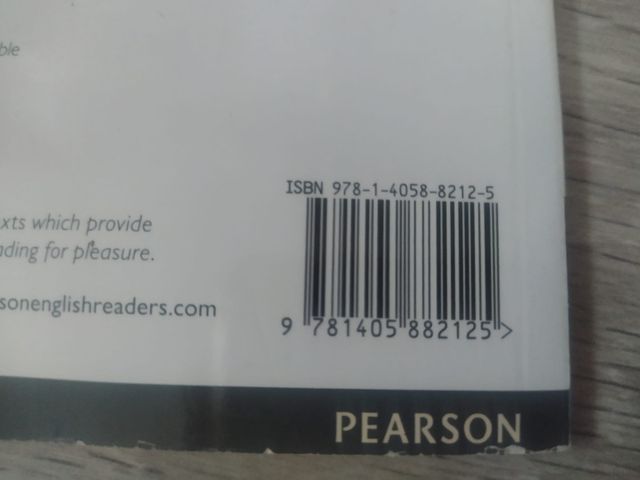 ble
ISBN 978-1-4058-8212-5
xts which provide
ading for pleasure.
sonenglishreaders.com
9 781405 882125 >
PEARSON